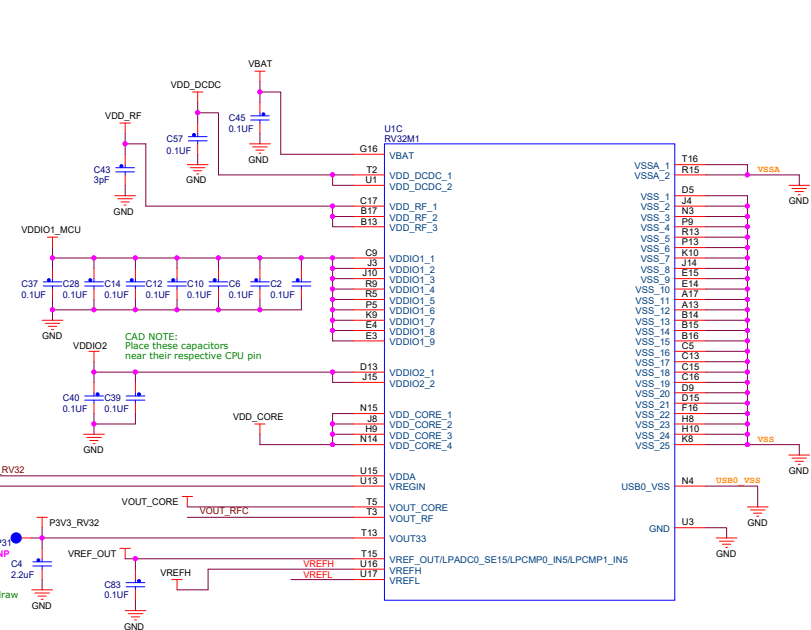 VBAT
VDD_DCDC
C45
0.1UF
VDD_RF
C57
0.1UF
GND
GND
C43
3pF
GND
U1C
RV32M1
G16 VBAT
T2 VDD_DCDC_1
U1 VDD_DCDC_2
C17 VDD_RF_1
B17 VDD_RF_2
B13 VDD_RF_3
VDDIO1_MCU
C37 C28 C14 C12 C10 C6 C2
0.1UF 0.1UF 0.1UF 0.1UF 0.1UF 0.1UF 0.1UF
GND
C9 VDDIO1_1
J3 VDDIO1_2
J10 VDDIO1_3
R9 VDDIO1_4
R5 VDDIO1_5
P5 VDDIO1_6
K9 VDDIO1_7
E4 VDDIO1_8
E3 VDDIO1_9
CAD NOTE:
Place these capacitors
near their respective CPU pin
VDDIO2
D13 VDDIO2_1
J15 VDDIO2_2
C40 C39
0.1UF 0.1UF
GND
VDD_CORE
N15 VDD_CORE_1
J8 VDD_CORE_2
H9 VDD_CORE_3
N14 VDD_CORE_4
RV32
U15 VDDA
U13 VREGIN
VOUT_CORE
T5 VOUT_CORE
VOUT_RFC
T3 VOUT_RF
P3V3_RV32
T13 VOUT33
P31
NP
C4
2.2uF
GND
raw
VREF_OUT
T15 VREF_OUT/LPADC0_SE15/LPCMP0_IN5/LPCMP1_IN5
VREFH
VREFH U16 VREFH
VREFL U17 VREFL
C83
0.1UF
GND
VSSA_1 T16
VSSA_2 R15
VSSA
GND
VSS_1 D5
VSS_2 J4
VSS_3 N3
VSS_4 P9
VSS_5 R13
VSS_6 P13
VSS_7 K10
VSS_8 J14
VSS_9 E15
VSS_10 E14
VSS_11 A17
VSS_12 A13
VSS_13 B14
VSS_14 B15
VSS_15 B16
VSS_16 C5
VSS_17 C13
VSS_18 C15
VSS_19 C16
VSS_20 D9
VSS_21 D15
VSS_22 F16
VSS_23 H8
VSS_24 H10
VSS_25 K8
VSS
GND
USB0_VSS N4
USB0_VSS
GND
GND U3
GND